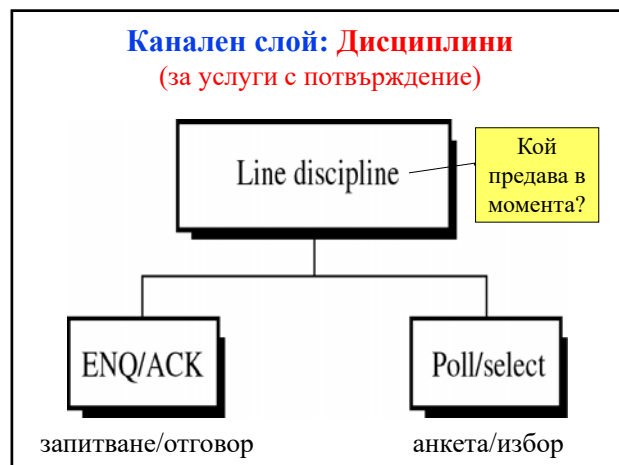 Канален слой: Дисциплини
(за услуги с потвърждение)
Line discipline
Кой
предава в
момента?
ENQ/ACK
Poll/select
запитване/отговор
анкета/избор